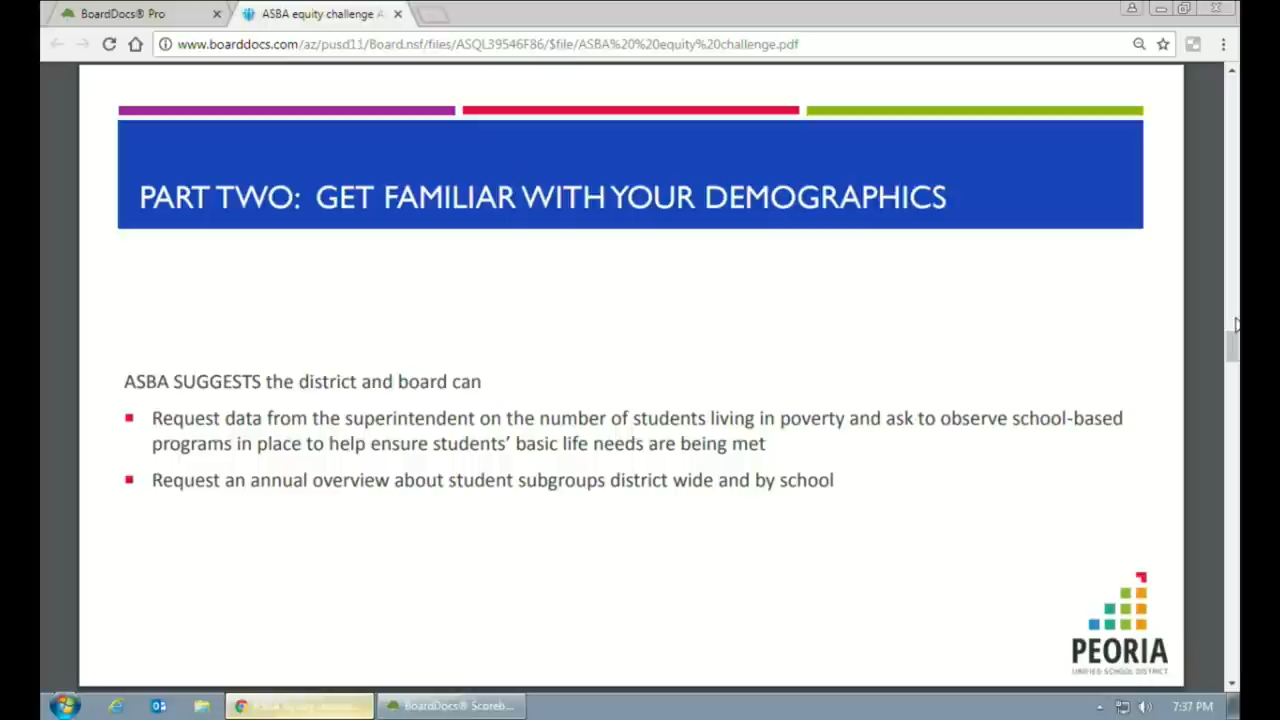 BoardDocs® Pro
ASBA equity challenge A
www.boarddocs.com/az/pusd11/Board.nsf/files/ASQL39546F86/$file/ASBA%20%20equity%20challenge.pdf
PART TWO: GET FAMILIAR WITH YOUR DEMOGRAPHICS
ASBA SUGGESTS the district and board can
Request data from the superintendent on the number of students living in poverty and ask to observe school-based
programs in place to help ensure students' basic life needs are being met
Request an annual overview about student subgroups district wide and by school
PEORIA
UNIFIED SCHOOL DISTRICT
BoardDocs® Scoreb...
7:37 PM